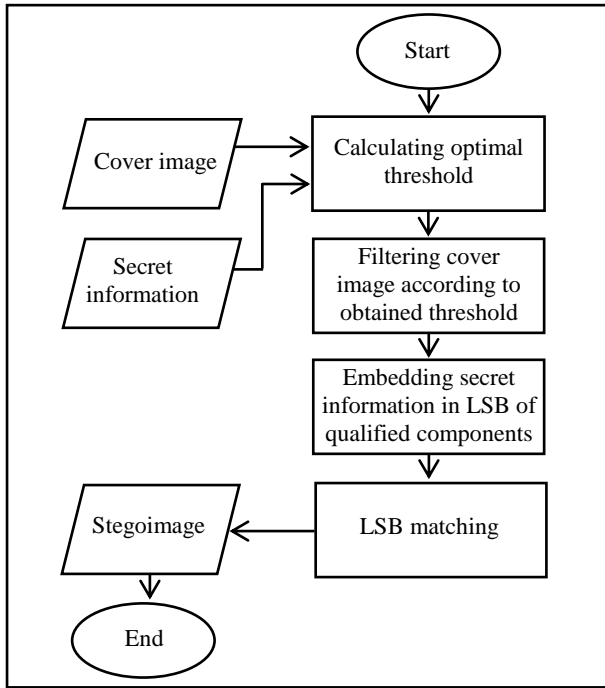 Start
Cover image
Calculating optimal
threshold
Secret
information
Filtering cover
image according to
obtained threshold
Embedding secret
information in LSB of
qualified components
Stegoimage
LSB matching
End